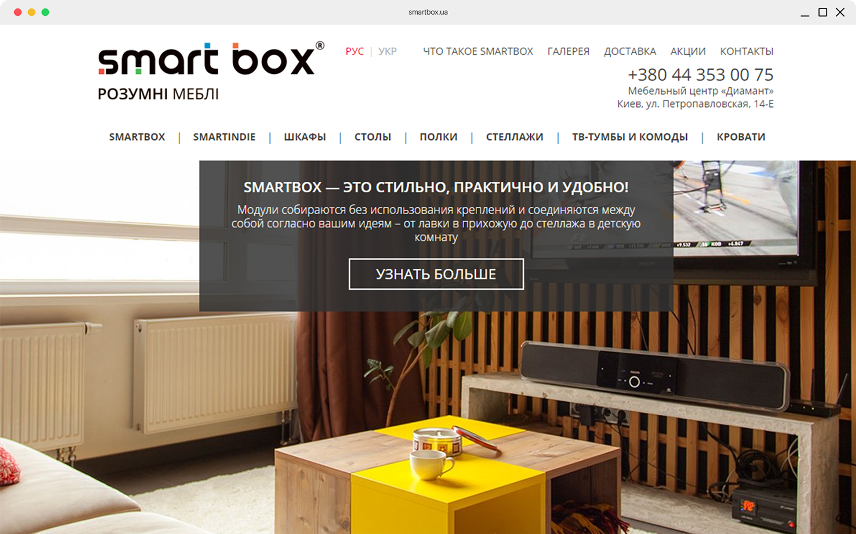 smartbox.ua
smart box®
РУС | УКР
ЧТО ТАКОЕ SMARTBOX ГАЛЕРЕЯ ДОСТАВКА АКЦИИ КОНТАКТЫ
+380 44 353 00 75
РОЗУМНІ МЕБЛІ
Мебельный центр «Диамант»
Киев, ул. Петропавловская, 14-Е
SMARTBOX | SMARTINDIE | ШКАФЫ | СТОЛЫ | ПОЛКИ | СТЕЛЛАЖИ | ТВ-ТУМБЫ И КОМОДЫ | КРОВАТИ
SMARTBOX — ЭТО СТИЛЬНО, ПРАКТИЧНО И УДОБНО!
Модули собираются без использования креплений и соединяются между
собой согласно вашим идеям – от лавки в прихожую до стеллажа в детскую
комнату
УЗНАТЬ БОЛЬШЕ